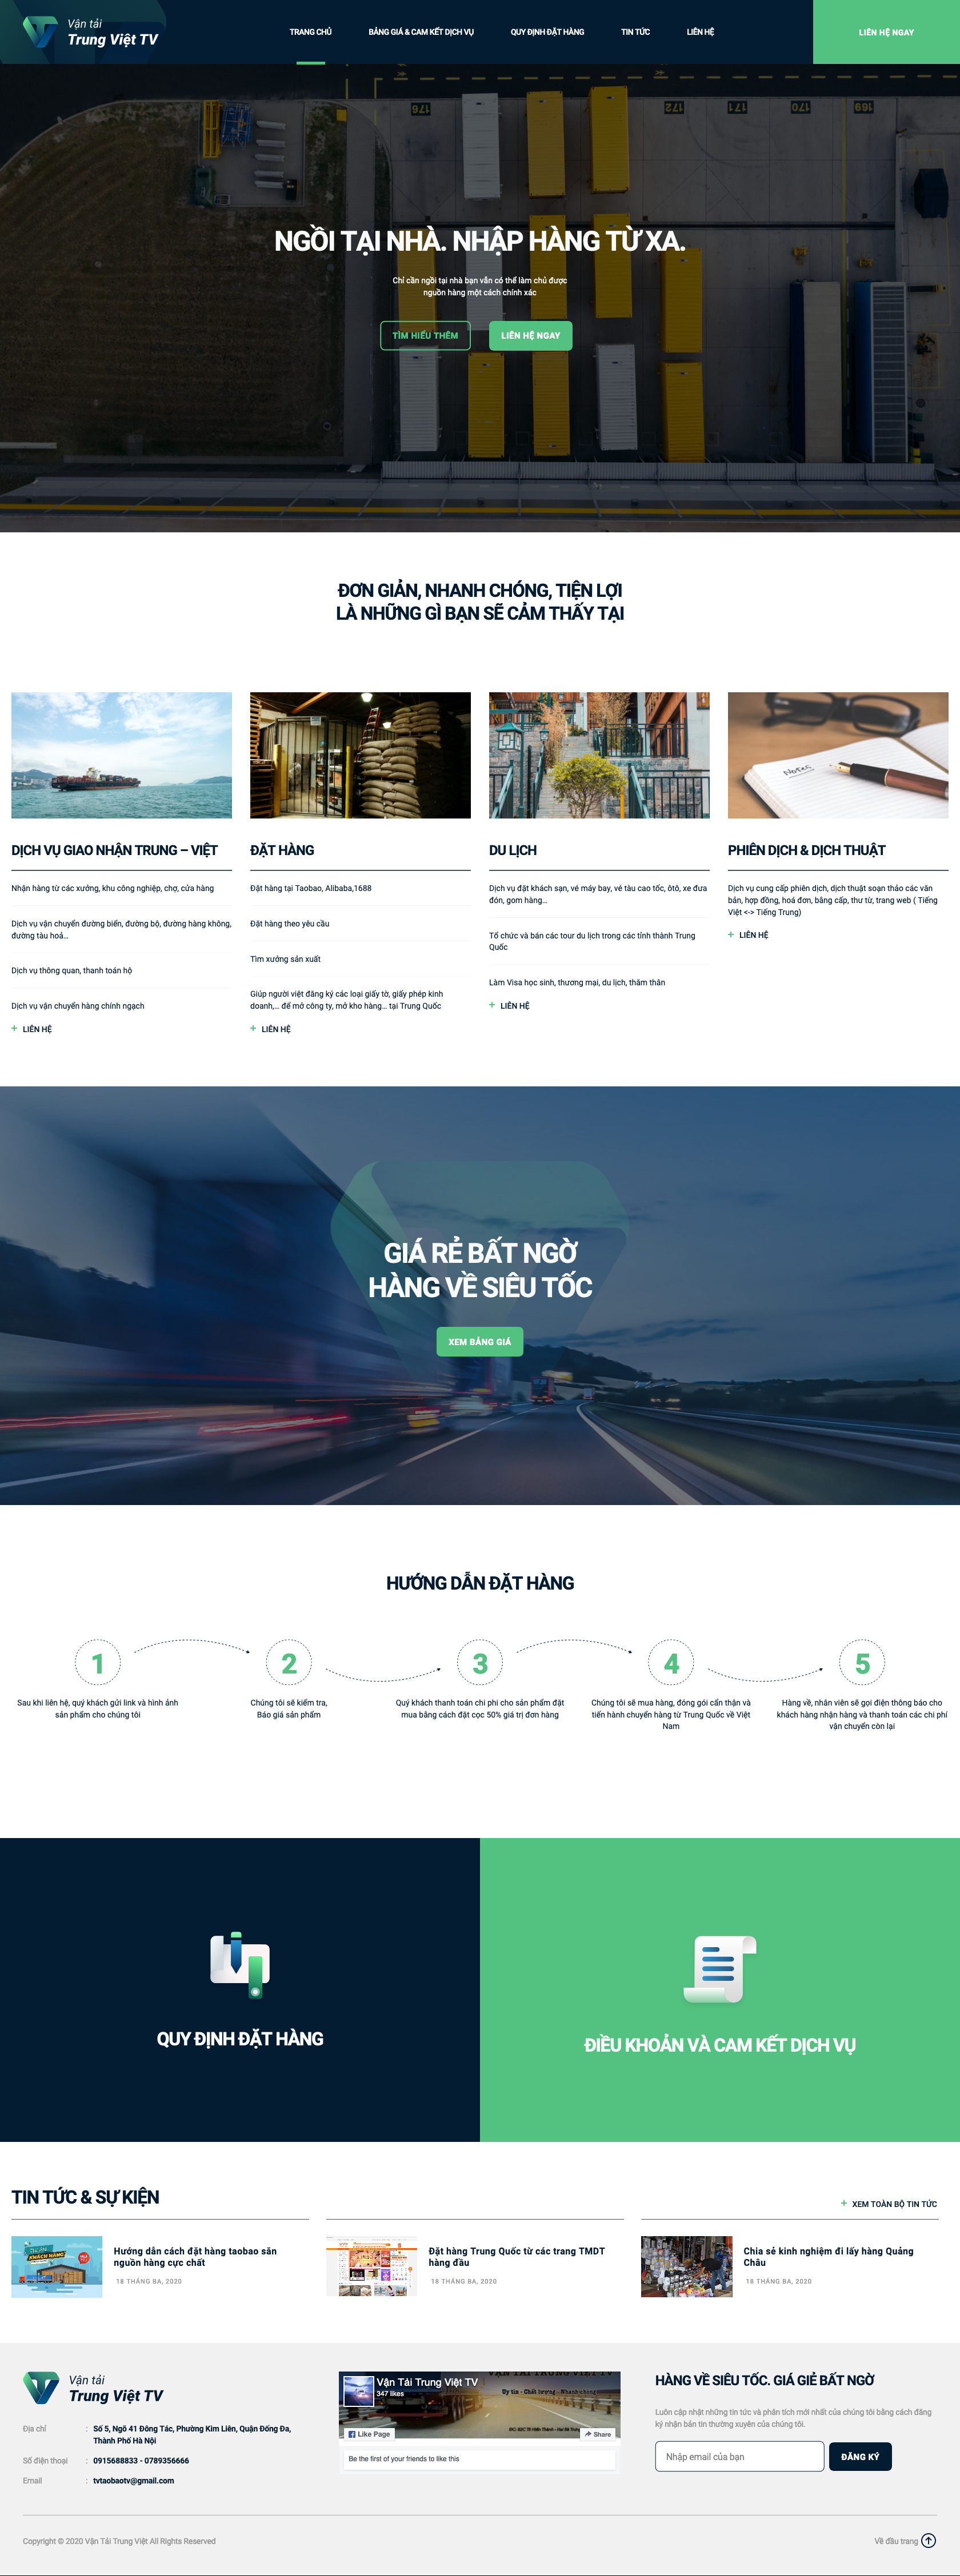 Vận tải
Trung Việt TV
TRANG CHỦ
BẢNG GIÁ & CAM KẾT DỊCH VỤ
QUY ĐỊNH ĐẶT HÀNG
TIN TỨC
LIÊN HỆ
LIÊN HỆ NGAY
176
172
171
170
169
NGỒI TẠI NHÀ. NHẬP HÀNG TỪ XA.
Chỉ cần ngồi tại nhà bạn vẫn có thể làm chủ được
nguồn hàng một cách chính xác
TÌM HIỂU THÊM
LIÊN HỆ NGAY
ĐƠN GIẢN, NHANH CHÓNG, TIỆN LỢI
LÀ NHỮNG GÌ BẠN SẼ CẢM THẤY TẠI
Notes
DỊCH VỤ GIAO NHẬN TRUNG – VIỆT
Nhận hàng từ các xưởng, khu công nghiệp, chợ, cửa hàng
Dịch vụ vận chuyển đường biển, đường bộ, đường hàng không,
đường tàu hoả...
Dịch vụ thông quan, thanh toán hộ
Dịch vụ vận chuyển hàng chính ngạch
+ LIÊN HỆ
ĐẶT HÀNG
Đặt hàng tại Taobao, Alibaba,1688
Đặt hàng theo yêu cầu
Tìm xưởng sản xuất
Giúp người việt đăng ký các loại giấy tờ, giấy phép kinh
doanh,... để mở công ty, mở kho hàng... tại Trung Quốc
+ LIÊN HỆ
DU LỊCH
Dịch vụ đặt khách sạn, vé máy bay, vé tàu cao tốc, ôtô, xe đưa
đón, gom hàng...
Tổ chức và bán các tour du lịch trong các tỉnh thành Trung
Quốc
Làm Visa học sinh, thương mại, du lịch, thăm thân
+ LIÊN HỆ
PHIÊN DỊCH & DỊCH THUẬT
Dịch vụ cung cấp phiên dịch, dịch thuật soạn thảo các văn
bản, hợp đồng, hoá đơn, bằng cấp, thư từ, trang web ( Tiếng
Việt <-> Tiếng Trung)
+ LIÊN HỆ
GIÁ RẺ BẤT NGỜ
HÀNG VỀ SIÊU TỐC
XEM BẢNG GIÁ
HƯỚNG DẪN ĐẶT HÀNG
1
Sau khi liên hệ, quý khách gửi link và hình ảnh
sản phẩm cho chúng tôi
2
Chúng tôi sẽ kiểm tra,
Báo giá sản phẩm
3
Quý khách thanh toán chi phi cho sản phẩm đặt
mua bằng cách đặt cọc 50% giá trị đơn hàng
4
Chúng tôi sẽ mua hàng, đóng gói cẩn thận và
tiến hành chuyển hàng từ Trung Quốc về Việt
Nam
5
Hàng về, nhân viên sẽ gọi điện thông báo cho
khách hàng nhận hàng và thanh toán các chi phí
vận chuyển còn lại
QUY ĐỊNH ĐẶT HÀNG
ĐIỀU KHOẢN VÀ CAM KẾT DỊCH VỤ
TIN TỨC & SỰ KIỆN
+ XEM TOÀN BỘ TIN TỨC
KHÁCH HÀNG
Hướng dẫn cách đặt hàng taobao săn
nguồn hàng cực chất
18 THÁNG BA, 2020
Đặt hàng Trung Quốc từ các trang TMDT
hàng đầu
18 THÁNG BA, 2020
Chia sẻ kinh nghiệm đi lấy hàng Quảng
Châu
18 THÁNG BA, 2020
Vận tải
Trung Việt TV
Địa chỉ : Số 5, Ngõ 41 Đông Tác, Phường Kim Liên, Quận Đống Đa,
Thành Phố Hà Nội
Số điện thoại : 0915688833 - 0789356666
Email : tvtaobaotv@gmail.com
Vận Tải Trung Việt TV
347 likes
Uy tín - Chất lượng - Nhanh chóng
Like Page
Share
Be the first of your friends to like this
HÀNG VỀ SIÊU TỐC. GIÁ GIẺ BẤT NGỜ
Luôn cập nhật những tin tức và phân tích mới nhất của chúng tôi bằng cách đăng
ký nhận bản tin thường xuyên của chúng tôi.
Nhập email của bạn
ĐĂNG KÝ
Copyright © 2020 Vận Tải Trung Việt All Rights Reserved
Về đầu trang